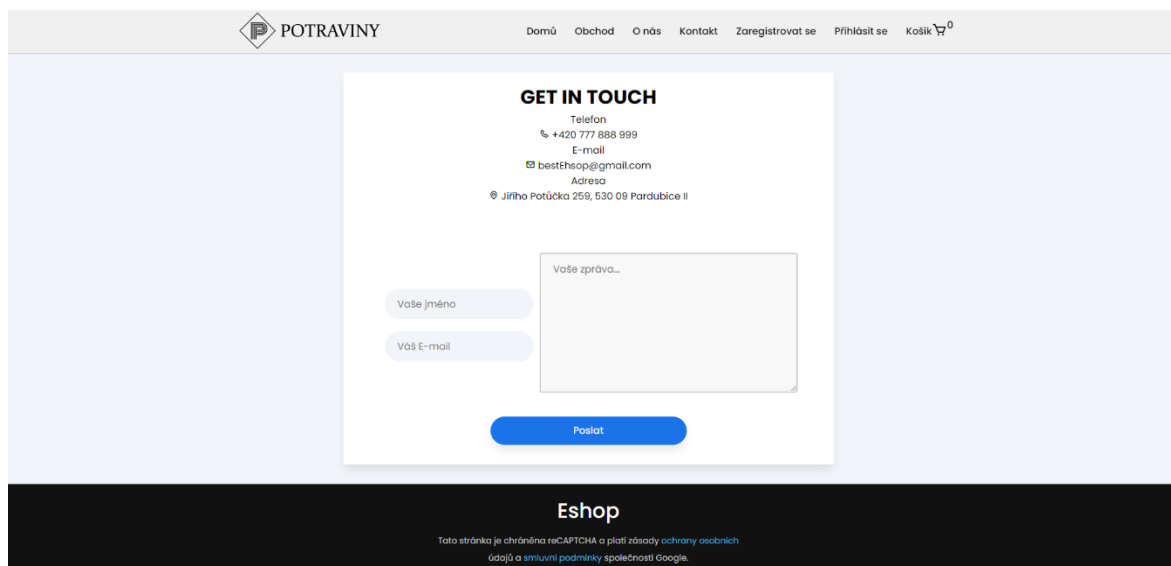 POTRAVINY
Domů Obchod O nás Kontakt Zaregistrovat se Přihlásit se Košík 0
GET IN TOUCH
Telefon
+420 777 888 999
E-mail
bestEhsop@gmail.com
Adresa
Jiřího Potůčka 259, 530 09 Pardubice II
Vaše zpráva...
Vaše jméno
Váš E-mail
Poslat
Eshop
Tato stránka je chráněna reCAPTCHA a platí zásady ochrany osobních
údajů a smluvní podmínky společnosti Google.